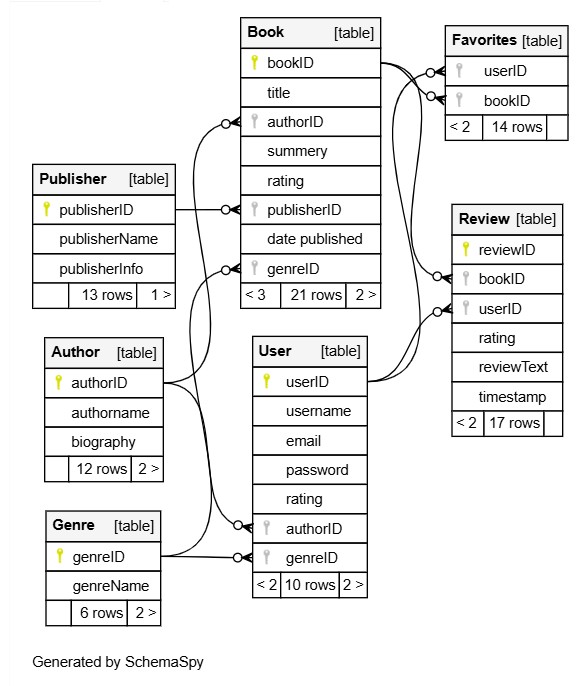 Book [table]
bookID
title
authorID
summery
rating
publisherID
date published
genreID
< 3 21 rows 2 >
Favorites [table]
userID
bookID
< 2 14 rows
Publisher [table]
publisherID
publisherName
publisherInfo
13 rows 1 >
Review [table]
reviewID
bookID
userID
rating
reviewText
timestamp
< 2 17 rows
Author [table]
authorID
authorname
biography
12 rows 2 >
User [table]
userID
username
email
password
rating
authorID
genreID
< 2 10 rows 2 >
Genre [table]
genreID
genreName
6 rows 2 >
Generated by SchemaSpy